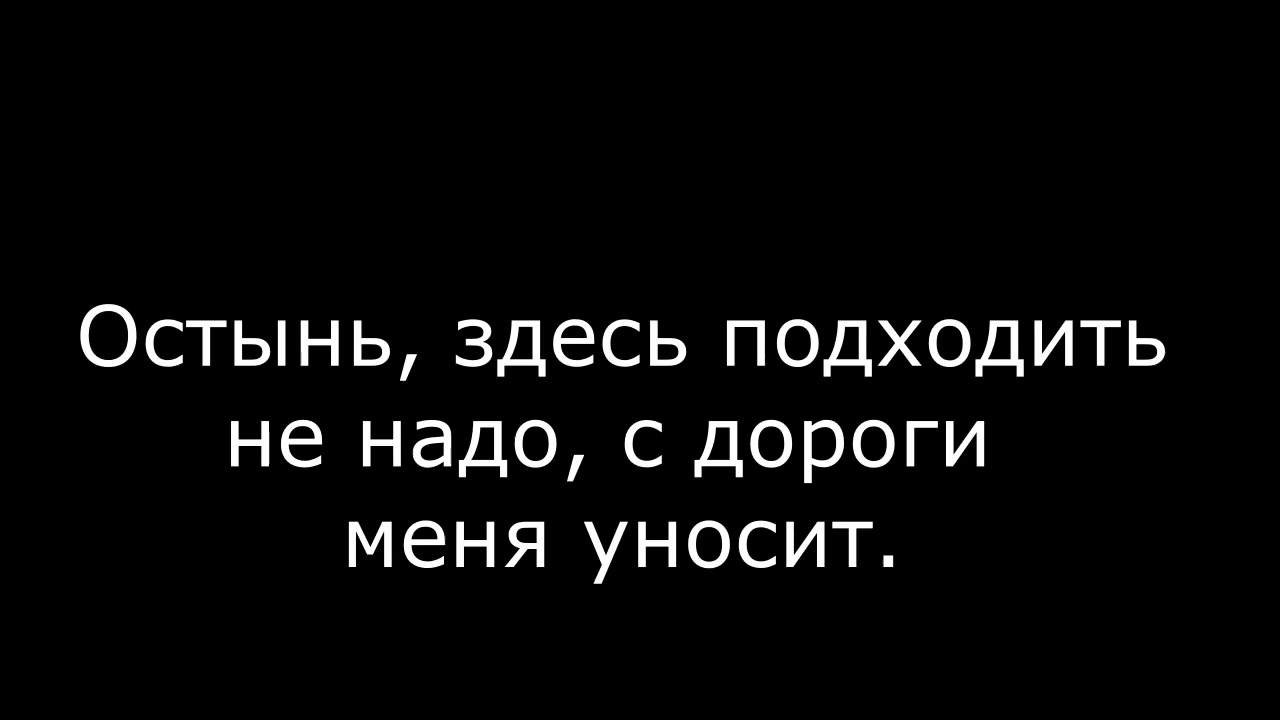 Остынь, здесь подходить
не надо, с дороги
меня уносит.